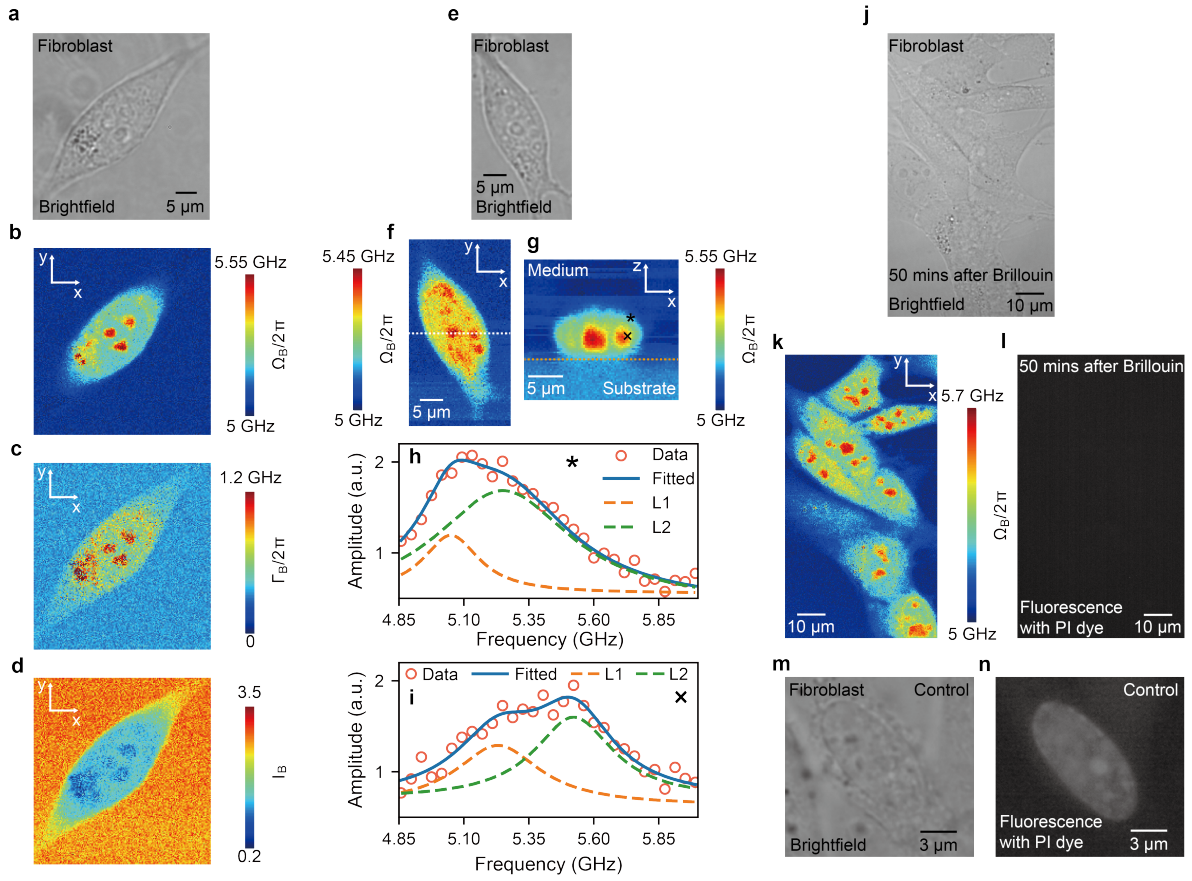 a
Fibroblast
Brightfield
5 μm
b
y
x
5.55 GHz
Ω_B/2π
5 GHz
c
y
x
1.2 GHz
Γ_B/2π
0
d
y
x
3.5
I_B
0.2
e
Fibroblast
5 μm
Brightfield
5.45 GHz
Ω_B/2π
5 GHz
f
y
x
5 μm
g
Medium
z
x
*
×
5 μm
Substrate
5.55 GHz
Ω_B/2π
5 GHz
h
*
Data
Fitted
L1
L2
Amplitude (a.u.)
2
1
4.85 5.10 5.35 5.60 5.85
Frequency (GHz)
i
Data Fitted L1 L2
×
Amplitude (a.u.)
2
1
4.85 5.10 5.35 5.60 5.85
Frequency (GHz)
j
Fibroblast
50 mins after Brillouin
Brightfield
10 μm
k
y
x
10 μm
5.7 GHz
Ω_B/2π
5 GHz
l
50 mins after Brillouin
Fluorescence
with PI dye
10 μm
m
Fibroblast Control
Brightfield
3 μm
n
Control
Fluorescence
with PI dye
3 μm